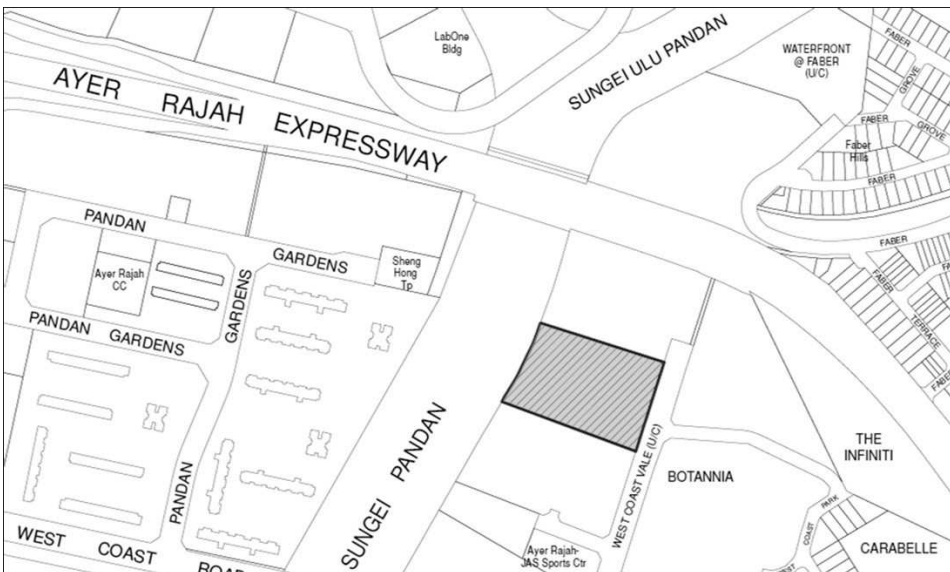 LabOne
Bldg
SUNGEI ULU PANDAN
WATERFRONT
@ FABER
(U/C)
FABER
GROVE
FABER
GROVE
AYER RAJAH EXPRESSWAY
Faber
Hills
FABER
PANDAN
GARDENS
Sheng
Hong
Tp
Ayer Rajah
CC
FABER
FABER
TERRACE
PANDAN
GARDENS
GARDENS
PANDAN
SUNGEI PANDAN
WEST COAST VALE (U/C)
BOTANNIA
THE
INFINITI
PARK
COAST
WEST COAST
Ayer Rajah-
JAS Sports Ctr
CARABELLE